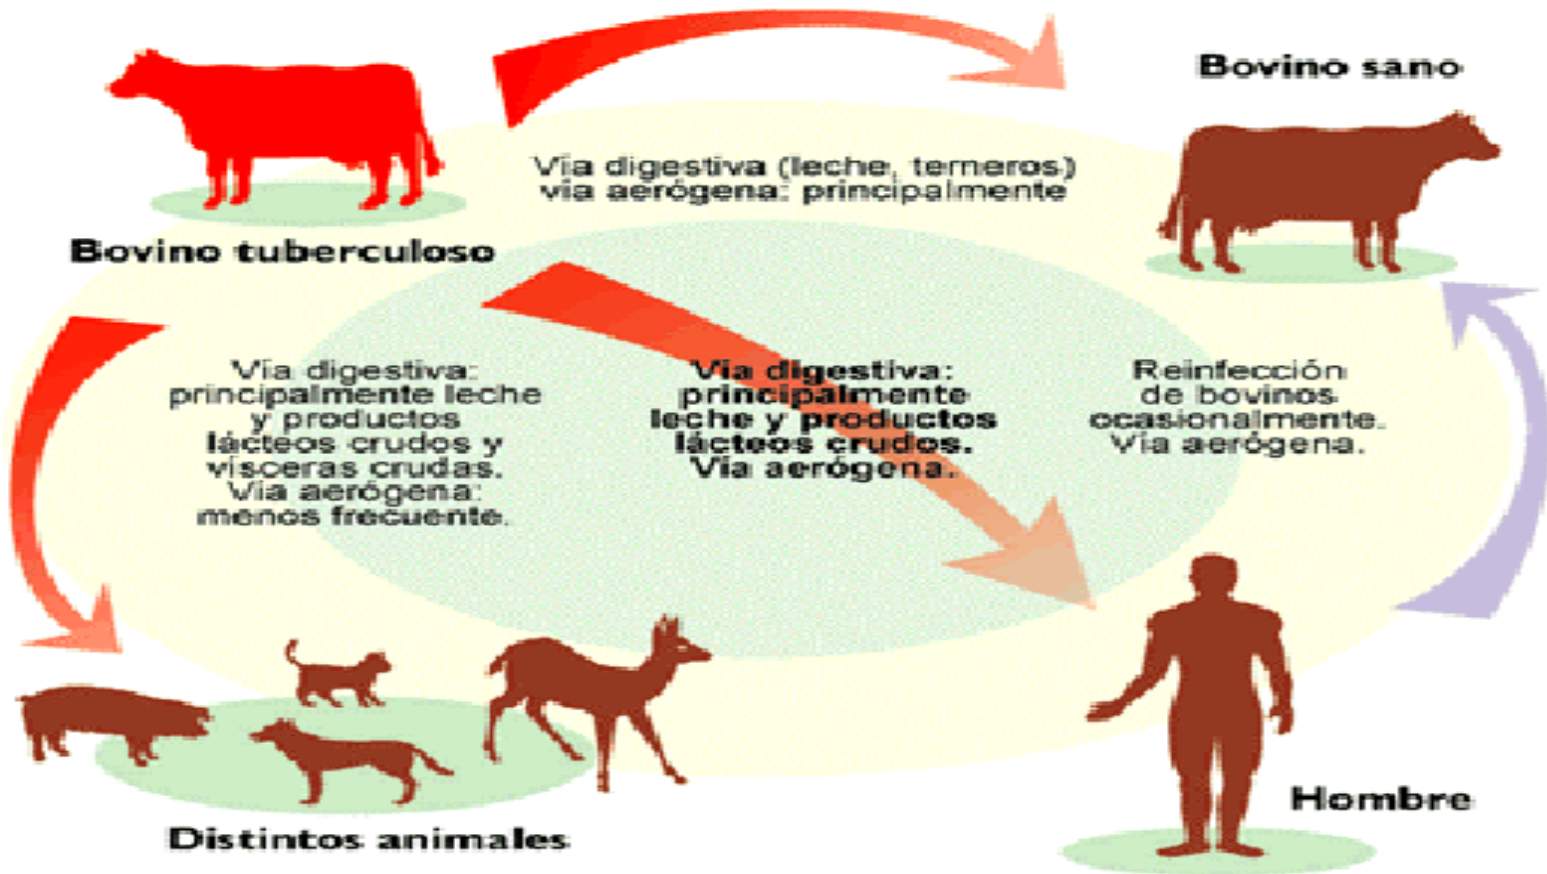 Bovino sano
Vía digestiva (leche, terneros)
vía aerógena: principalmente
Bovino tuberculoso
Vía digestiva:
principalmente leche
y productos
lácteos crudos y
vísceras crudas.
Vía aerógena:
menos frecuente.
Vía digestiva:
principalmente
leche y productos
lácteos crudos.
Vía aerógena.
Reinfección
de bovinos
ocasionalmente.
Vía aerógena.
Distintos animales
Hombre